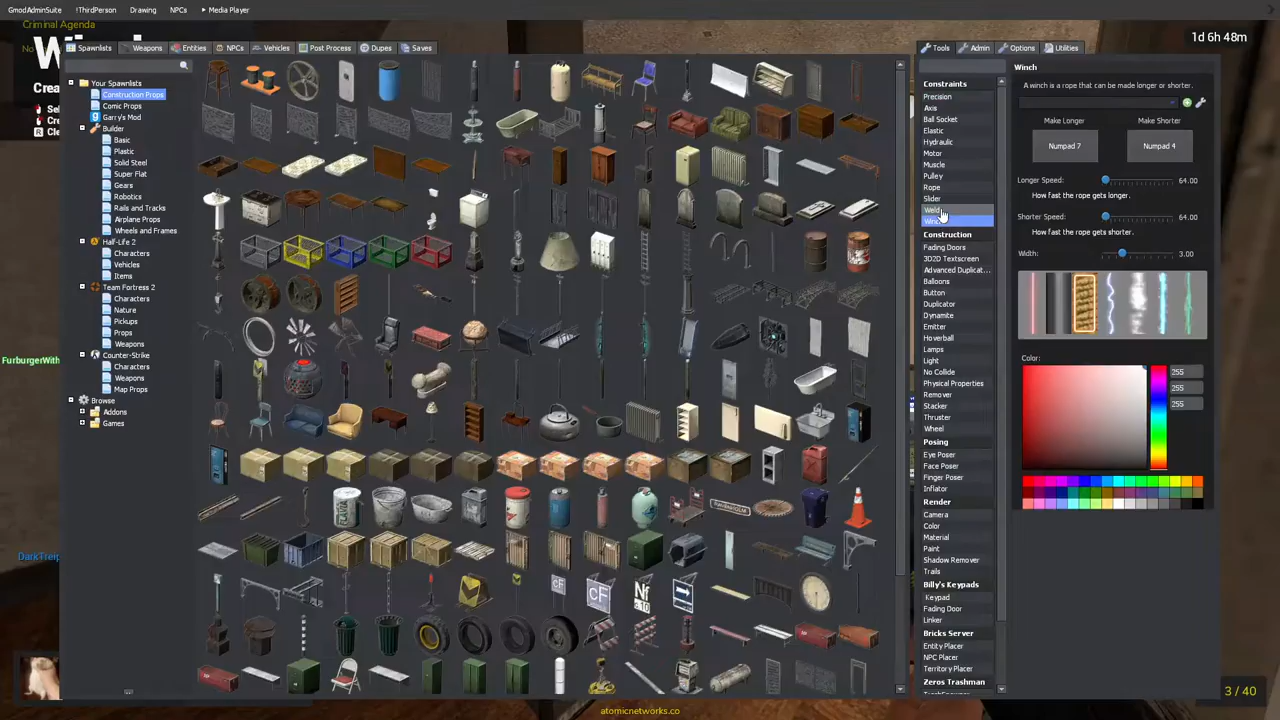 GmodAdminSuite !ThirdPerson Drawing NPCs ▸ Media Player
Criminal Agenda
1d 6h 48m
Spawnlists Weapons Entities NPCs Vehicles Post Process Dupes Saves
Your Spawnlists
Construction Props
Comic Props
Garry's Mod
Builder
Basic
Plastic
Solid Steel
Super Flat
Gears
Robotics
Rails and Tracks
Airplane Props
Wheels and Frames
Half-Life 2
Characters
Vehicles
Items
Team Fortress 2
Characters
Nature
Pickups
Props
Weapons
Counter-Strike
Characters
Weapons
Map Props
Browse
Addons
Games
Tools Admin Options Utilities
Constraints
Precision
Axis
Ball Socket
Elastic
Hydraulic
Motor
Muscle
Pulley
Rope
Slider
Weld
Construction
Fading Doors
3D2D Textscreen
Advanced Duplicat...
Balloons
Button
Duplicator
Dynamite
Emitter
Hoverball
Lamps
Light
No Collide
Physical Properties
Remover
Stacker
Thruster
Wheel
Posing
Eye Poser
Face Poser
Finger Poser
Inflator
Render
Camera
Color
Material
Paint
Shadow Remover
Trails
Billy's Keypads
Keypad
Fading Door
Linker
Bricks Server
Entity Placer
NPC Placer
Territory Placer
Zeros Trashman
Winch
A winch is a rope that can be made longer or shorter.
Make Longer Make Shorter
Numpad 7 Numpad 4
Longer Speed: 64.00
How fast the rope gets longer.
Shorter Speed: 64.00
How fast the rope gets shorter.
Width: 3.00
Color:
255
255
255
FurburgerWith
3 / 40
atomicnetworks.co